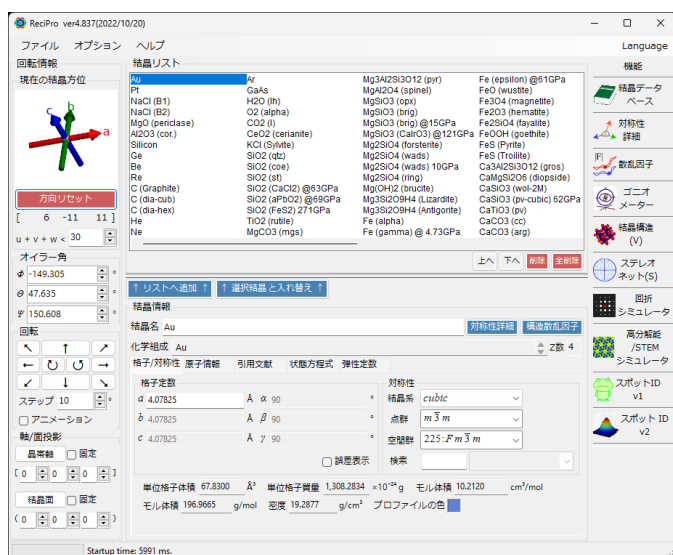 ReciPro ver4.837(2022/10/20)
ファイル オプション ヘルプ Language
回転情報
現在の結晶方位
c b a
方向リセット
[ 6 -11 11 ]
u + v + w < 30
オイラー角
Φ -149.305 °
Θ 47.635 °
Ψ 150.608 °
回転
↖ ↑ ↗
← ↻ ↺ →
↙ ↓ ↘
ステップ 10 °
アニメーション
軸/面投影
晶帯軸 固定
[ 0 0 0 ]
結晶面 固定
( 0 0 0 )
結晶リスト
Au Ar Mg3Al2Si3O12 (pyr) Fe (epsilon) @61GPa
Pt GaAs MgAl2O4 (spinel) FeO (wustite)
NaCl (B1) H2O (Ih) MgSiO3 (opx) Fe3O4 (magnetite)
NaCl (B2) O2 (alpha) MgSiO3 (brig) Fe2O3 (hematite)
MgO (periclase) CO2 (I) MgSiO3 (brig) @15GPa Fe2SiO4 (fayalite)
Al2O3 (cor.) CeO2 (cerianite) MgSiO3 (CaIrO3) @121GPa FeOOH (goethite)
Silicon KCl (Sylvite) Mg2SiO4 (forsterite) FeS (Pyrite)
Ge SiO2 (qtz) Mg2SiO4 (wads) FeS (Troilite)
Be SiO2 (coe) Mg2SiO4 (wads) 10GPa Ca3Al2Si3O12 (gros)
Re SiO2 (st) Mg2SiO4 (ring) CaMgSi2O6 (diopside)
C (Graphite) SiO2 (CaCl2) @63GPa Mg(OH)2 (brucite) CaSiO3 (wol-2M)
C (dia-cub) SiO2 (aPbO2) @69GPa Mg3Si2O9H4 (Lizardite) CaSiO3 (pv-cubic) 62GPa
C (dia-hex) SiO2 (FeS2) 271GPa Mg3Si2O9H4 (Antigorite) CaTiO3 (pv)
He TiO2 (rutile) Fe (alpha) CaCO3 (cc)
Ne MgCO3 (mgs) Fe (gamma) @ 4.73GPa CaCO3 (arg)
上へ 下へ 削除 全削除
↑ リストへ追加 ↑ ↑ 選択結晶と入れ替え ↑
結晶情報
結晶名 Au 対称性詳細 構造散乱因子
化学組成 Au Z数 4
格子/対称性 原子情報 引用文献 状態方程式 弾性定数
格子定数
a 4.07825 Å α 90 °
b 4.07825 Å β 90 °
c 4.07825 Å γ 90 °
誤差表示
対称性
結晶系 cubic
点群 m 3̅ m
空間群 225: F m 3̅ m
検索
単位格子体積 67.8300 Å³ 単位格子質量 1,308.2834 ×10⁻²⁴ g モル体積 10.2120 cm³/mol
モル体積 196.9665 g/mol 密度 19.2877 g/cm³ プロファイルの色
機能
結晶データ
ベース
対称性
詳細
|F| 散乱因子
ゴニオ
メーター
結晶構造
(V)
ステレオ
ネット(S)
回折
シミュレータ
高分解能
/STEM
シミュレータ
スポットID
v1
スポット ID
v2
Startup time: 5991 ms.